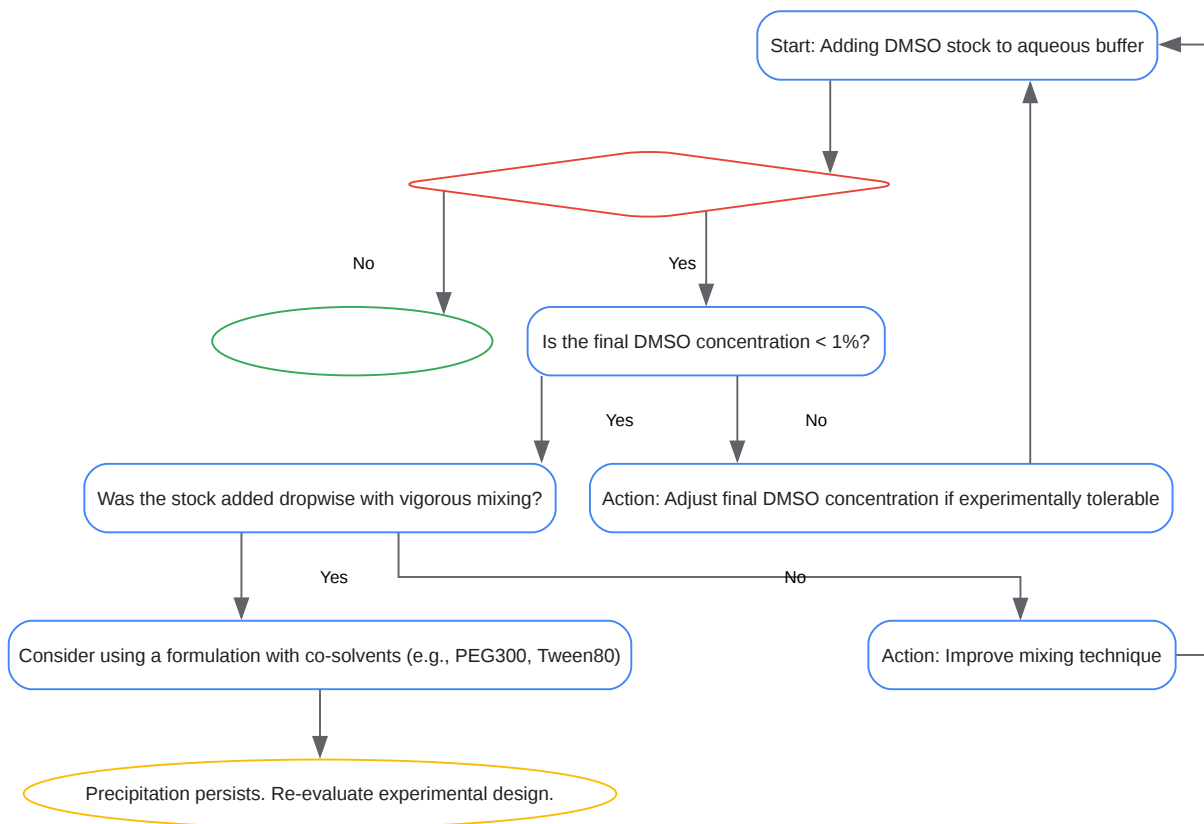 Start: Adding DMSO stock to aqueous buffer
No
Yes
Is the final DMSO concentration < 1%?
Yes
No
Was the stock added dropwise with vigorous mixing?
Action: Adjust final DMSO concentration if experimentally tolerable
Yes
No
Consider using a formulation with co-solvents (e.g., PEG300, Tween80)
Action: Improve mixing technique
Precipitation persists. Re-evaluate experimental design.